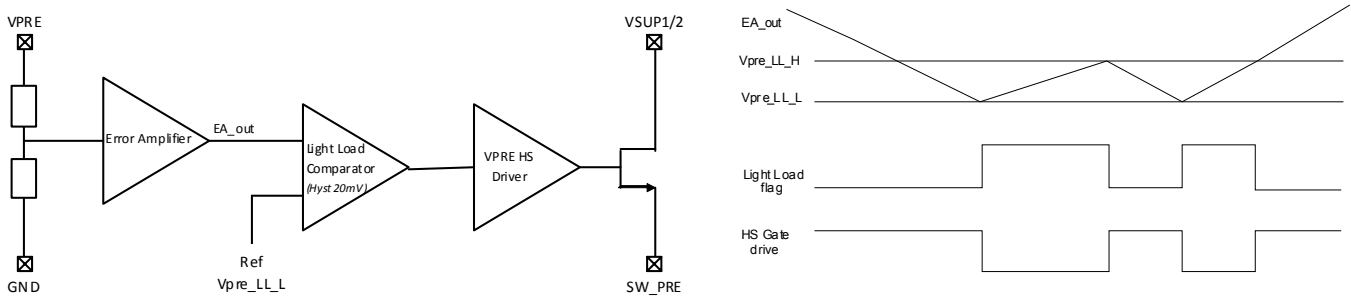 VPRE
VSUP1/2
Error Amplifier
EA_out
Light Load
Comparator
(Hyst 20mV)
VPRE HS
Driver
Ref
Vpre_LL_L
GND
SW_PRE
EA_out
Vpre_LL_H
Vpre_LL_L
Light Load
flag
HS Gate
drive